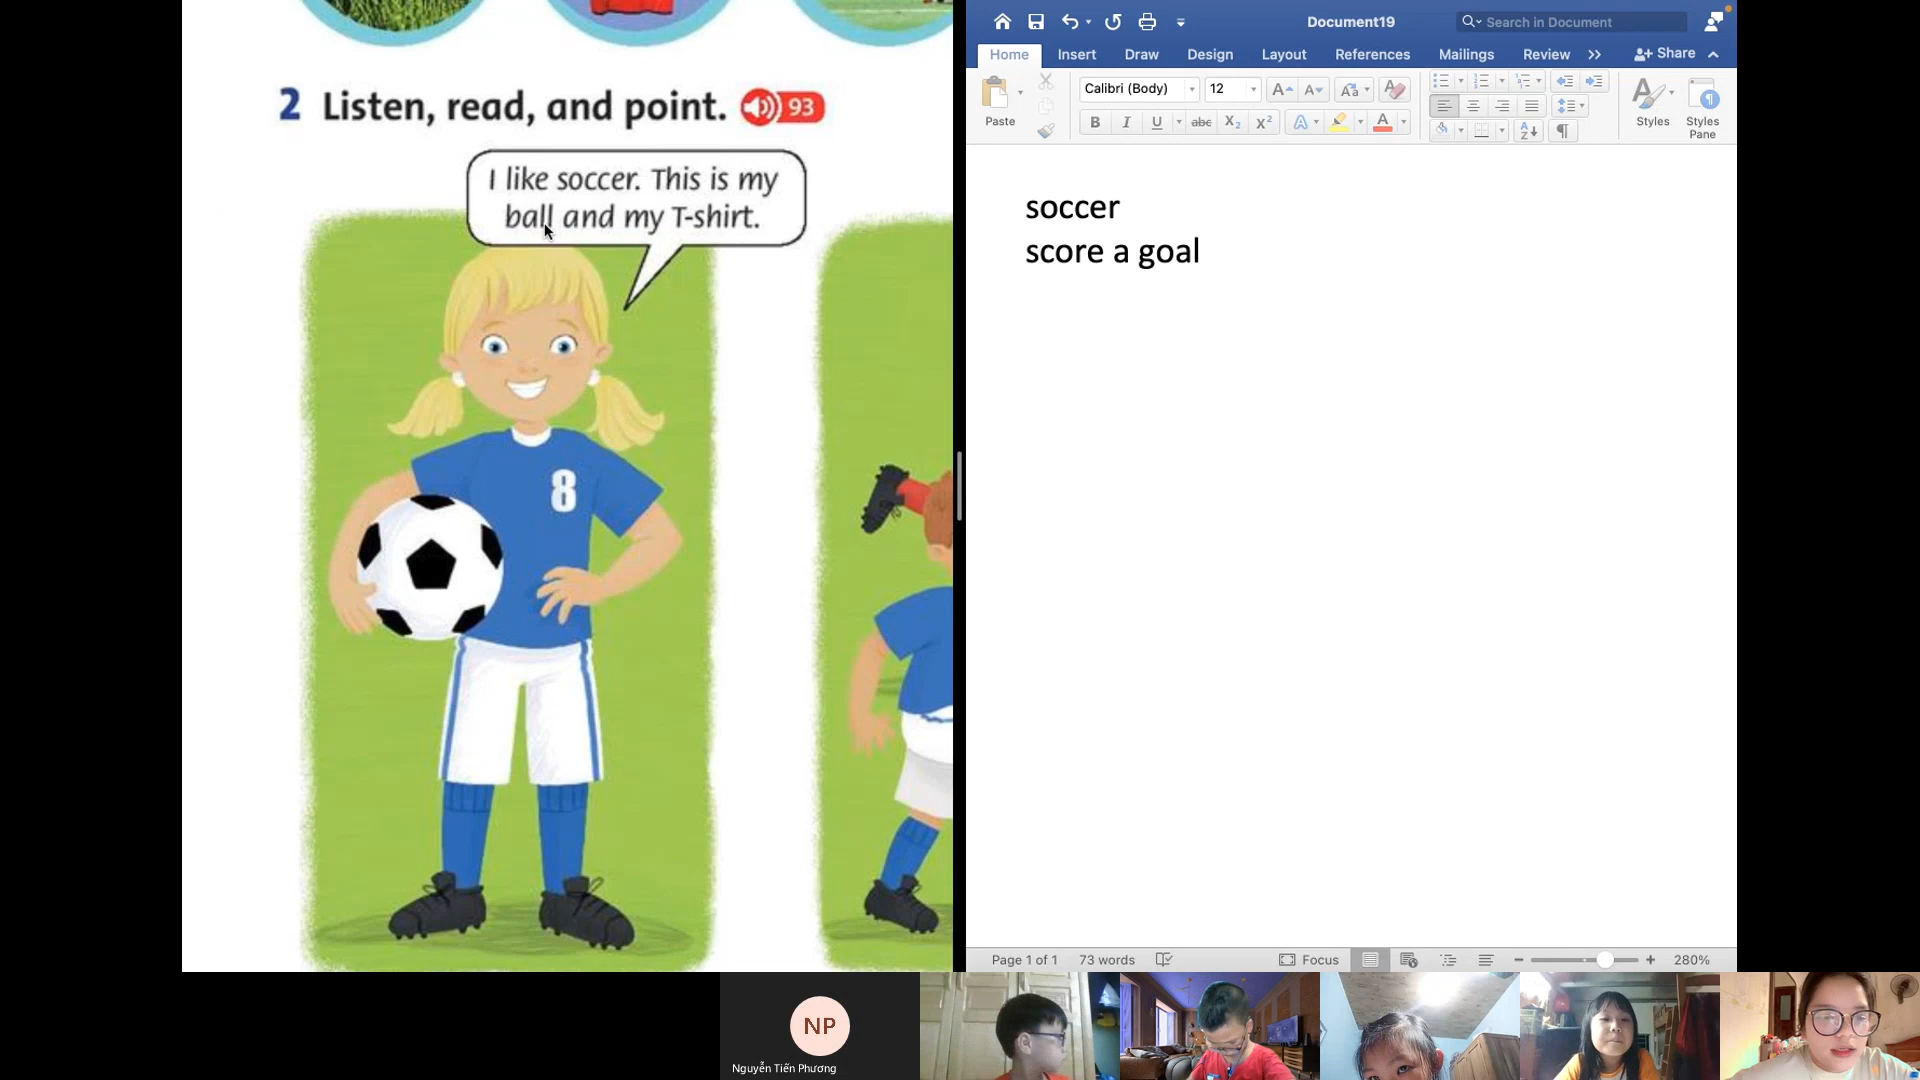 2 Listen, read, and point. 93
I like soccer. This is my
ball and my T-shirt.
8
Document19
Search in Document
Home Insert Draw Design Layout References Mailings Review Share
Paste
Calibri (Body) 12
B I U abc X2 X2 A A
Styles
Styles
Pane
soccer
score a goal
Page 1 of 1 73 words Focus 280%
NP
Nguyễn Tiến Phương